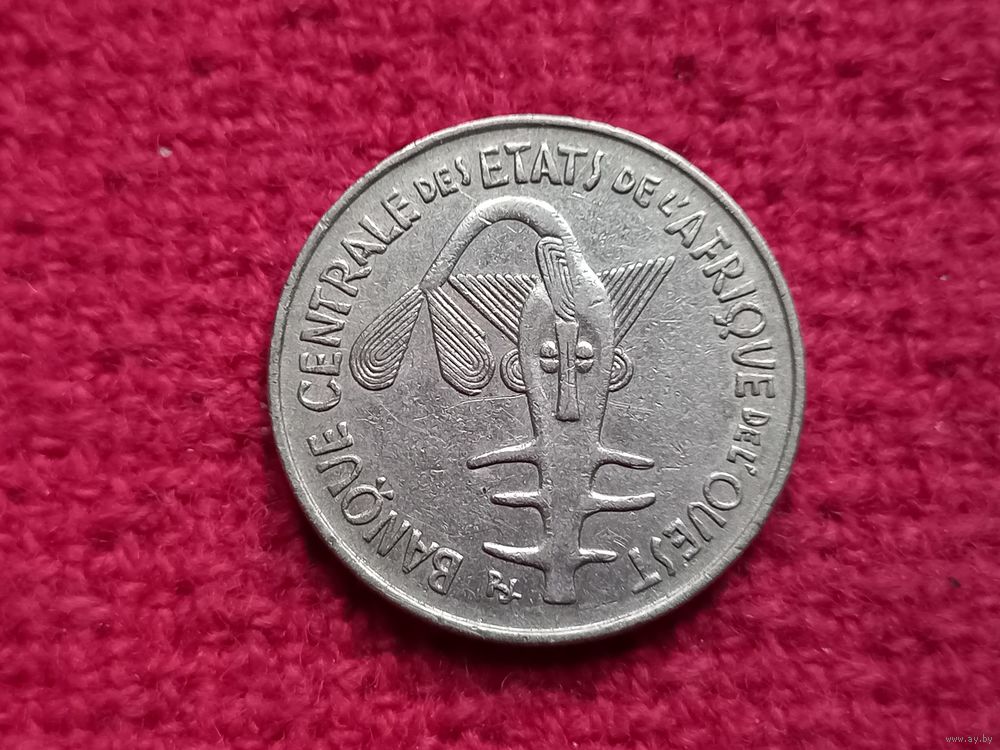 BANQUE CENTRALE DES ETATS DE L'AFRIQUE DE L'OUEST
www.ay.by